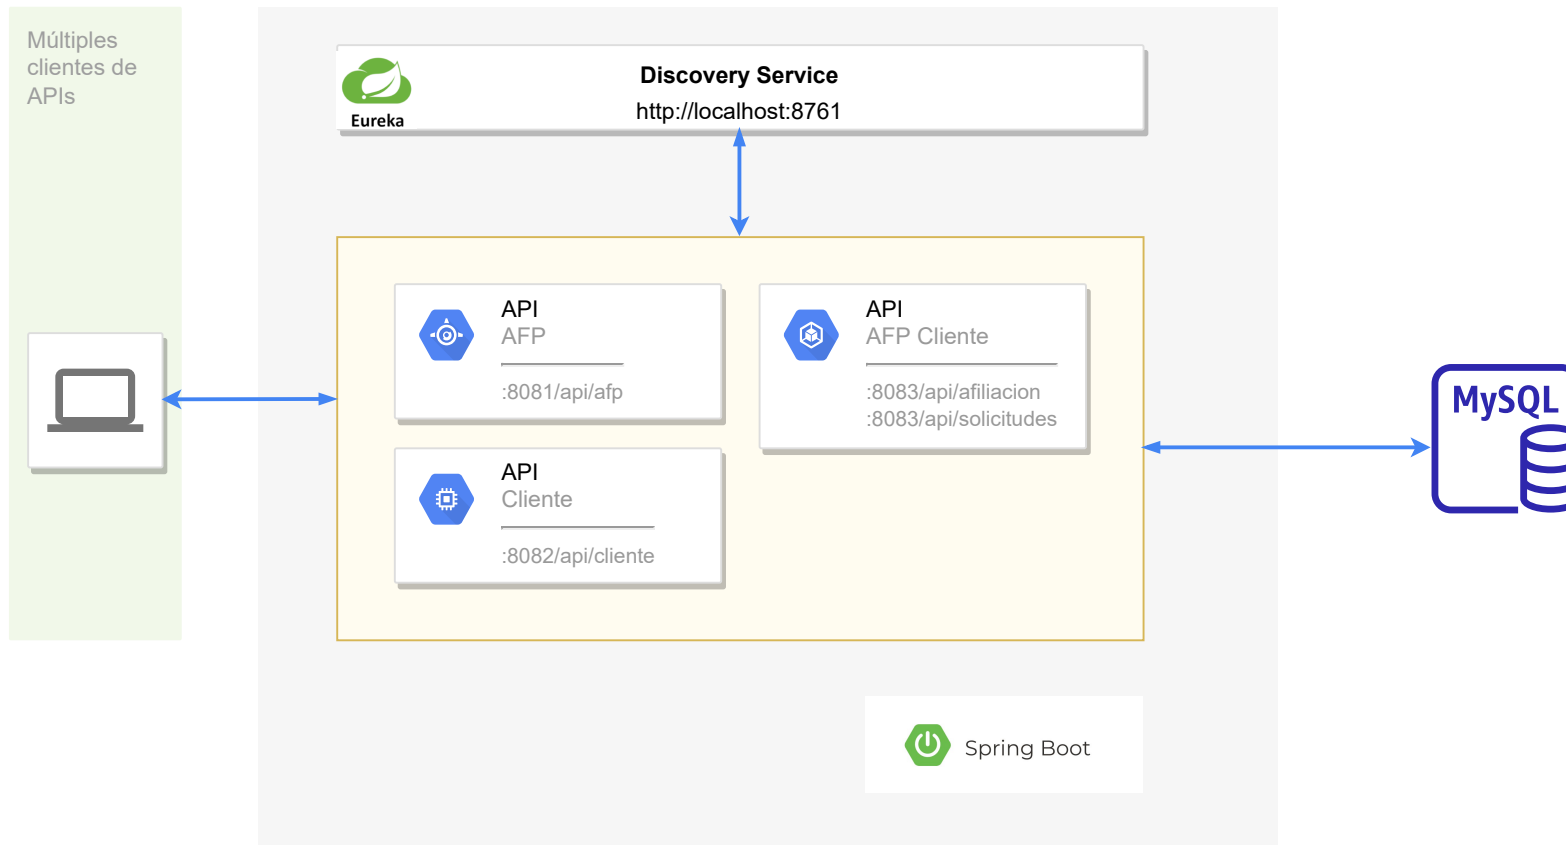 Múltiples
clientes de
APIs
Eureka
Discovery Service
http://localhost:8761
API
AFP
:8081/api/afp
API
AFP Cliente
:8083/api/afiliacion
:8083/api/solicitudes
API
Cliente
:8082/api/cliente
MySQL
Spring Boot